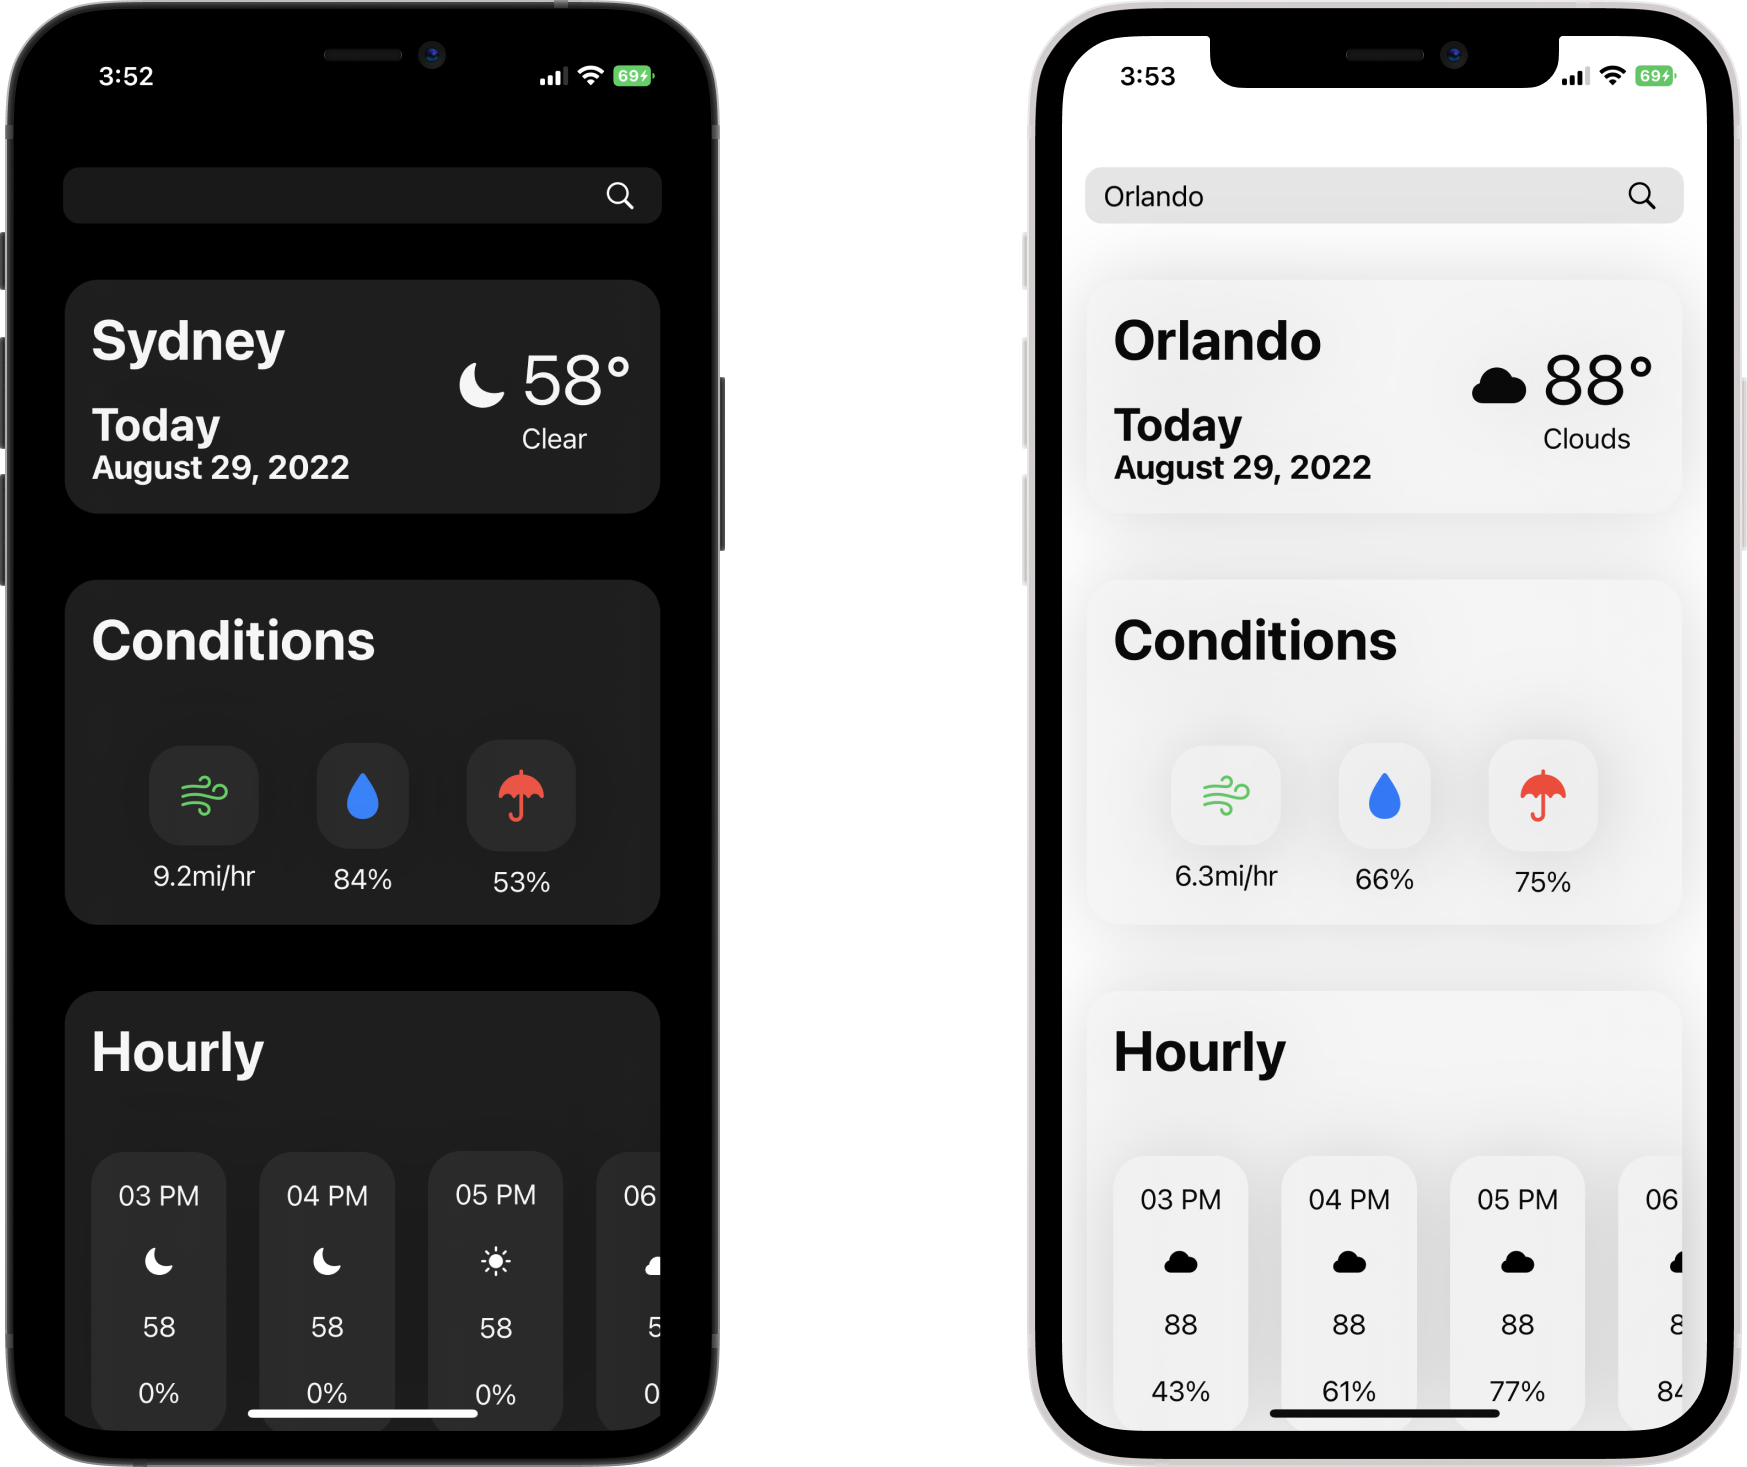 3:52
69
Sydney
58°
Clear
Today
August 29, 2022
Conditions
9.2mi/hr
84%
53%
Hourly
03 PM
04 PM
05 PM
06
58
58
58
5
0%
0%
0%
0
3:53
69
Orlando
Orlando
88°
Clouds
Today
August 29, 2022
Conditions
6.3mi/hr
66%
75%
Hourly
03 PM
04 PM
05 PM
06
88
88
88
8
43%
61%
77%
84